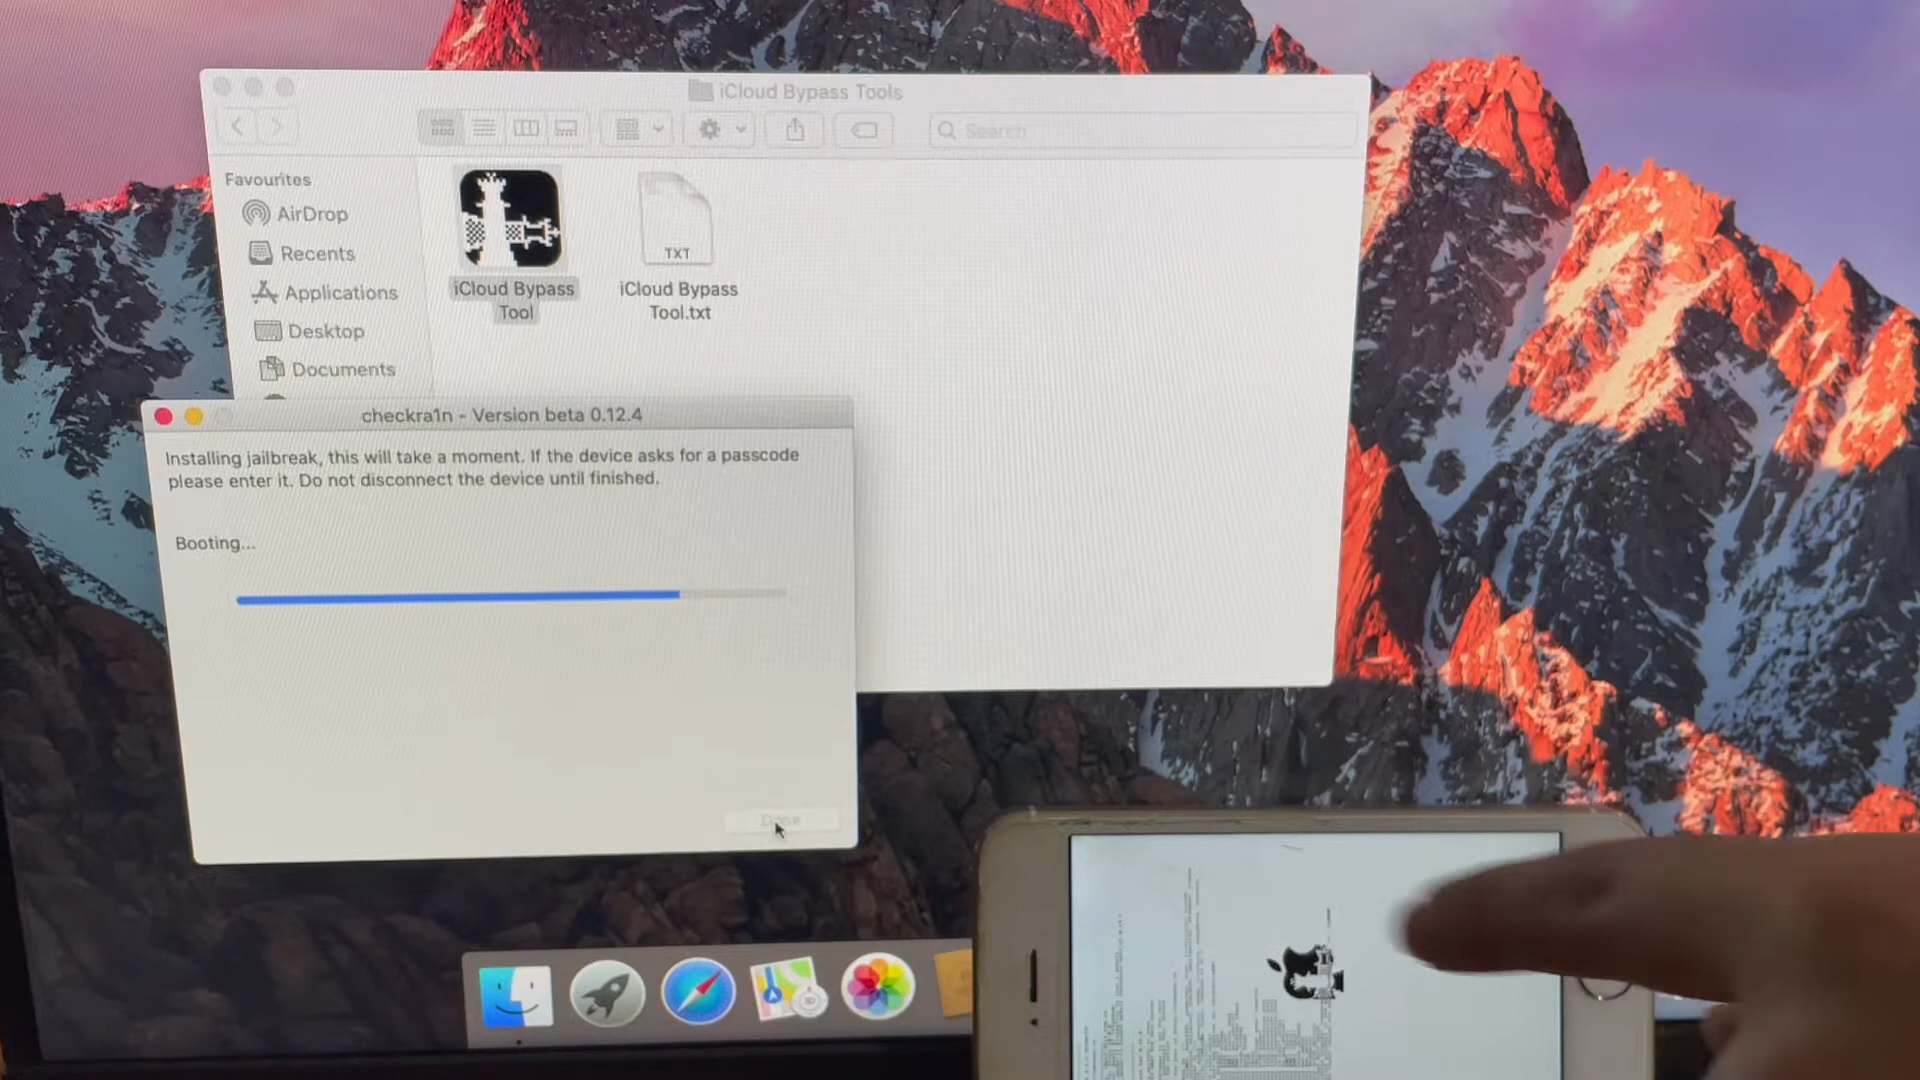 iCloud Bypass Tools
Search
Favourites
AirDrop
Recents
Applications
Desktop
Documents
TXT
iCloud Bypass
Tool
iCloud Bypass
Tool.txt
checkra1n - Version beta 0.12.4
Installing jailbreak, this will take a moment. If the device asks for a passcode
please enter it. Do not disconnect the device until finished.
Booting...
Done
3D